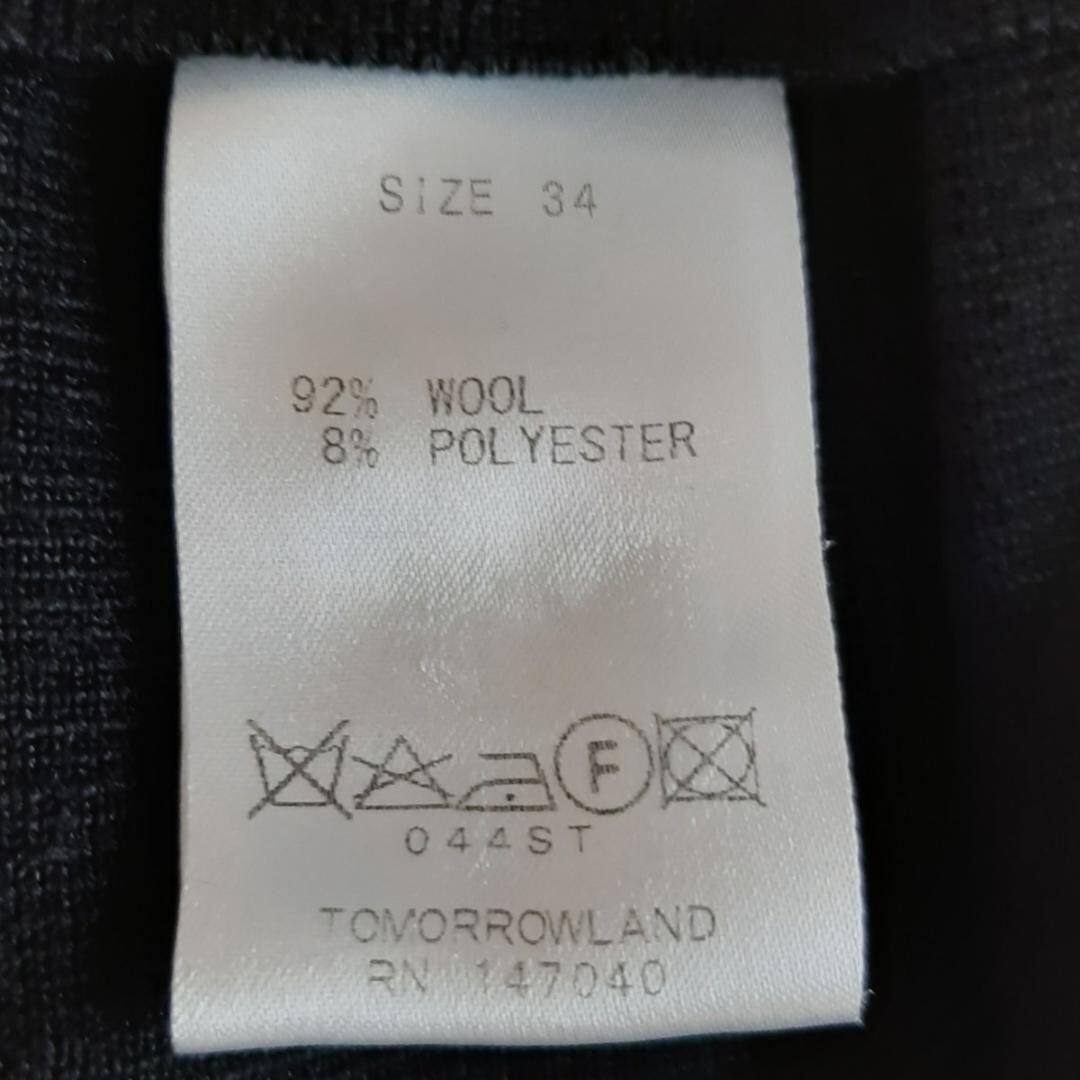 SIZE 34
92% WOOL
8% POLYESTER
F
044ST
TOMORROWLAND
RN 147040